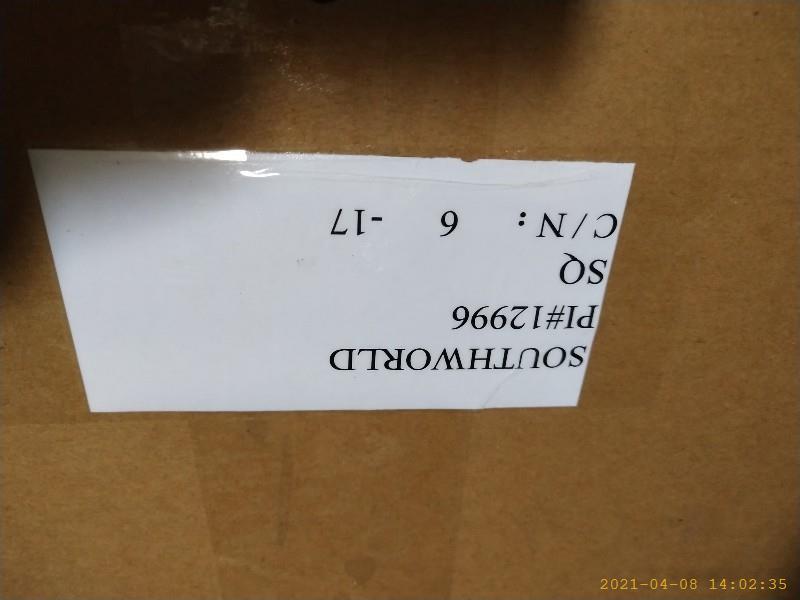 SOUTHWORLD
PI#12996
SQ
C/N: 6 -17
2021-04-08 14:02:35